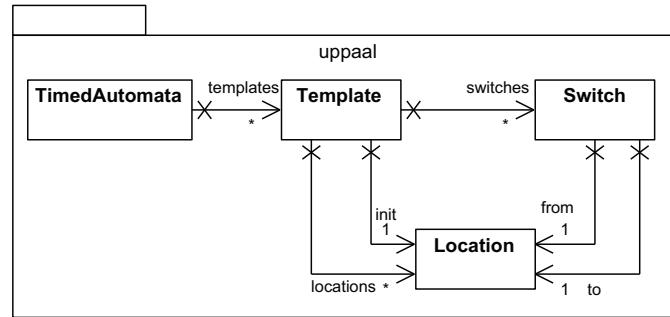 uppaal
templates
switches
TimedAutomata
Template
Switch
*
*
init
from
1
1
Location
locations *
1 to